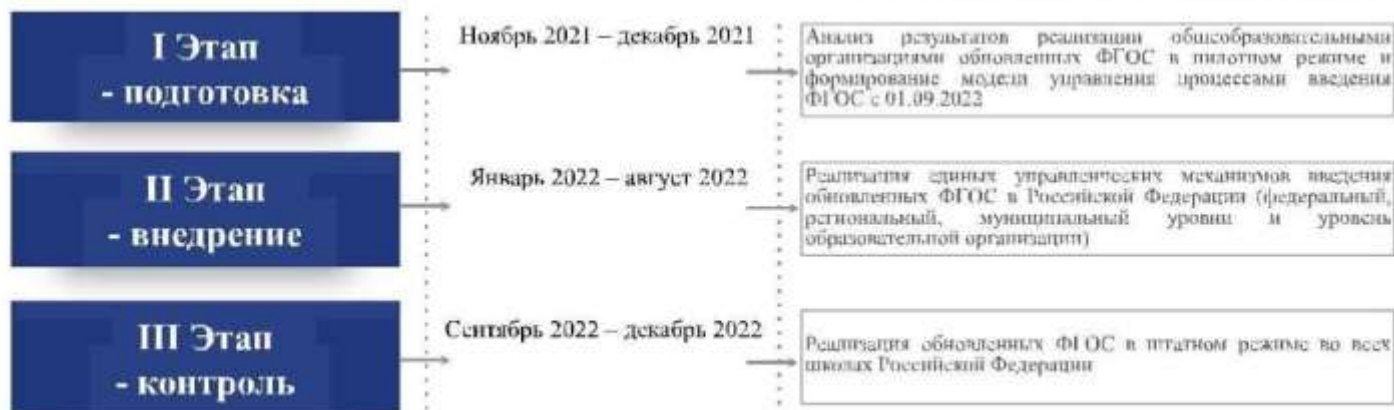 I Этап
- подготовка
Ноябрь 2021 – декабрь 2021
Анализ результатов реализации общеобразовательными
организациями обновленных ФГОС в пилотном режиме и
формирование модели управления процессами введения
ФГОС с 01.09.2022
II Этап
- внедрение
Январь 2022 – август 2022
Реализация единых управленческих механизмов введения
обновленных ФГОС в Российской Федерации (федеральный,
региональный, муниципальный уровни и уровень
образовательной организации)
III Этап
- контроль
Сентябрь 2022 – декабрь 2022
Реализация обновленных ФГОС в штатном режиме во всех
школах Российской Федерации